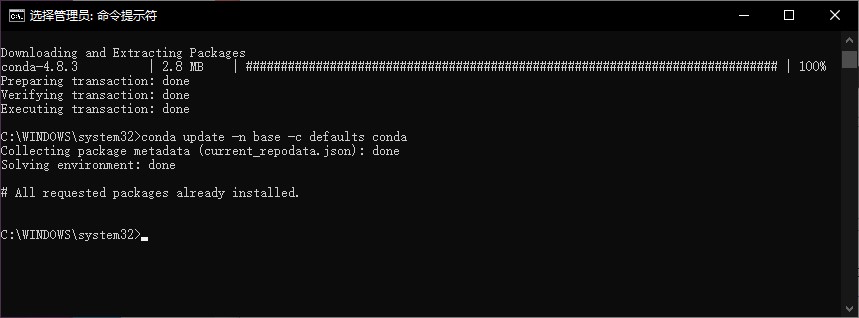 选择管理员: 命令提示符
Downloading and Extracting Packages
conda-4.8.3          | 2.8 MB    | ############################################################################ | 100%
Preparing transaction: done
Verifying transaction: done
Executing transaction: done
C:\WINDOWS\system32>conda update -n base -c defaults conda
Collecting package metadata (current_repodata.json): done
Solving environment: done
# All requested packages already installed.
C:\WINDOWS\system32>